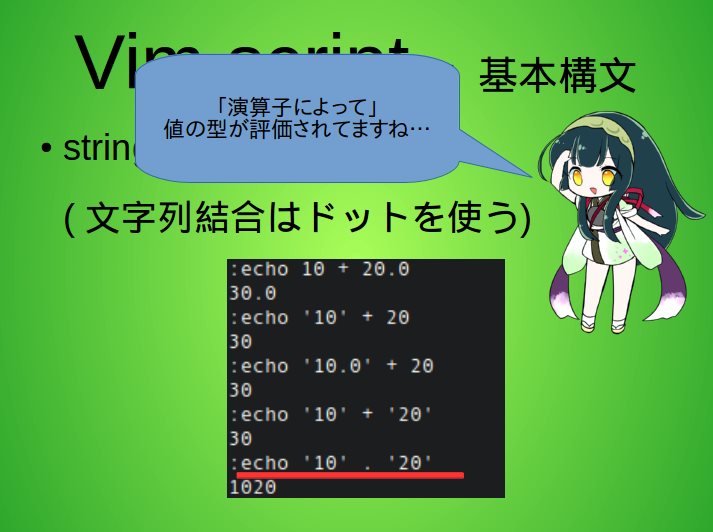 Vim script 基本構文
「演算子によって」
値の型が評価されてますね…
• strin
( 文字列結合はドットを使う)
:echo 10 + 20.0
30.0
:echo '10' + 20
30
:echo '10.0' + 20
30
:echo '10' + '20'
30
:echo '10' . '20'
1020